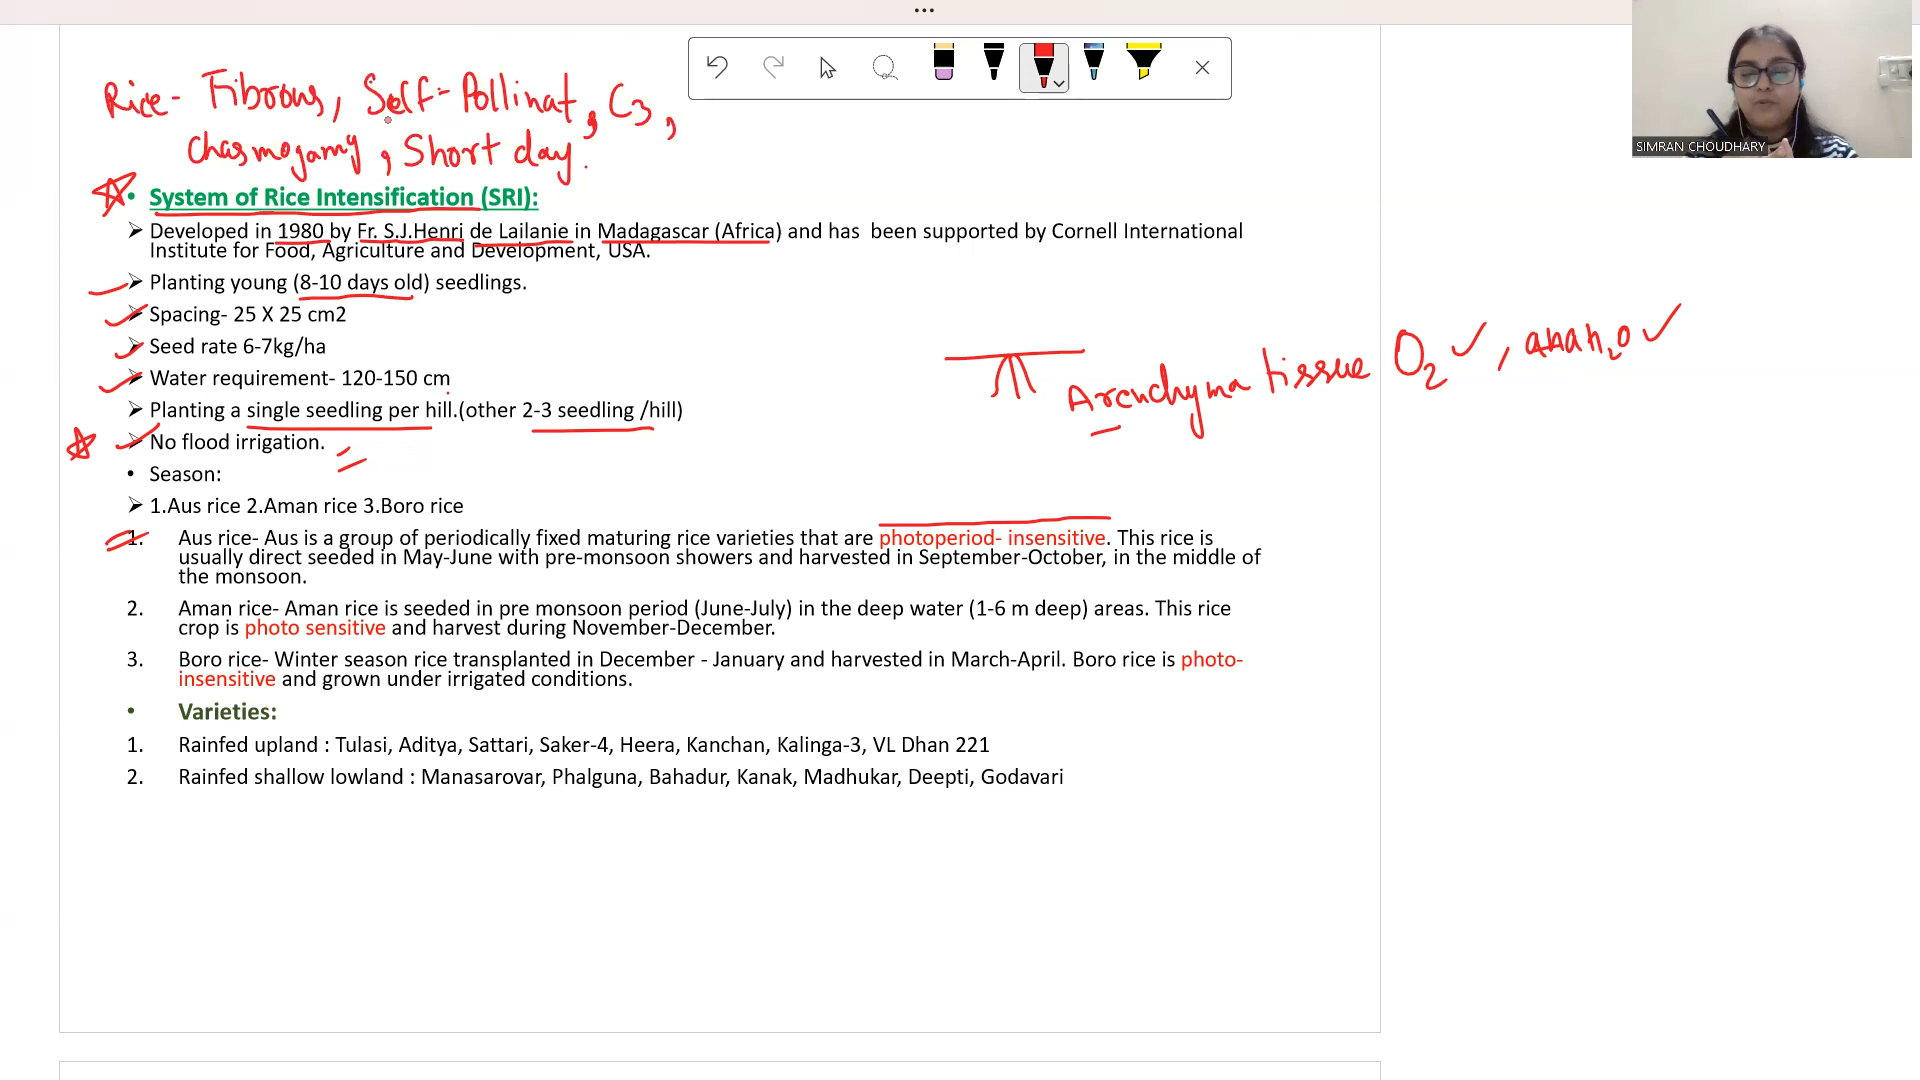 Rice - Fibrous, Self-Pollinat, C3,
Chasmogamy, Short day.
SIMRAN CHOUDHARY
• System of Rice Intensification (SRI):
➢ Developed in 1980 by Fr. S.J.Henri de Lailanie in Madagascar (Africa) and has been supported by Cornell International
Institute for Food, Agriculture and Development, USA.
➢ Planting young (8-10 days old) seedlings.
➢ Spacing- 25 X 25 cm2
➢ Seed rate 6-7kg/ha
➢ Water requirement- 120-150 cm
➢ Planting a single seedling per hill.(other 2-3 seedling /hill)
➢ No flood irrigation.
Arenchyma tissue O2 ✓,
• Season:
➢ 1.Aus rice 2.Aman rice 3.Boro rice
1. Aus rice- Aus is a group of periodically fixed maturing rice varieties that are photoperiod- insensitive. This rice is
usually direct seeded in May-June with pre-monsoon showers and harvested in September-October, in the middle of
the monsoon.
2. Aman rice- Aman rice is seeded in pre monsoon period (June-July) in the deep water (1-6 m deep) areas. This rice
crop is photo sensitive and harvest during November-December.
3. Boro rice- Winter season rice transplanted in December - January and harvested in March-April. Boro rice is photo-
insensitive and grown under irrigated conditions.
• Varieties:
1. Rainfed upland : Tulasi, Aditya, Sattari, Saker-4, Heera, Kanchan, Kalinga-3, VL Dhan 221
2. Rainfed shallow lowland : Manasarovar, Phalguna, Bahadur, Kanak, Madhukar, Deepti, Godavari